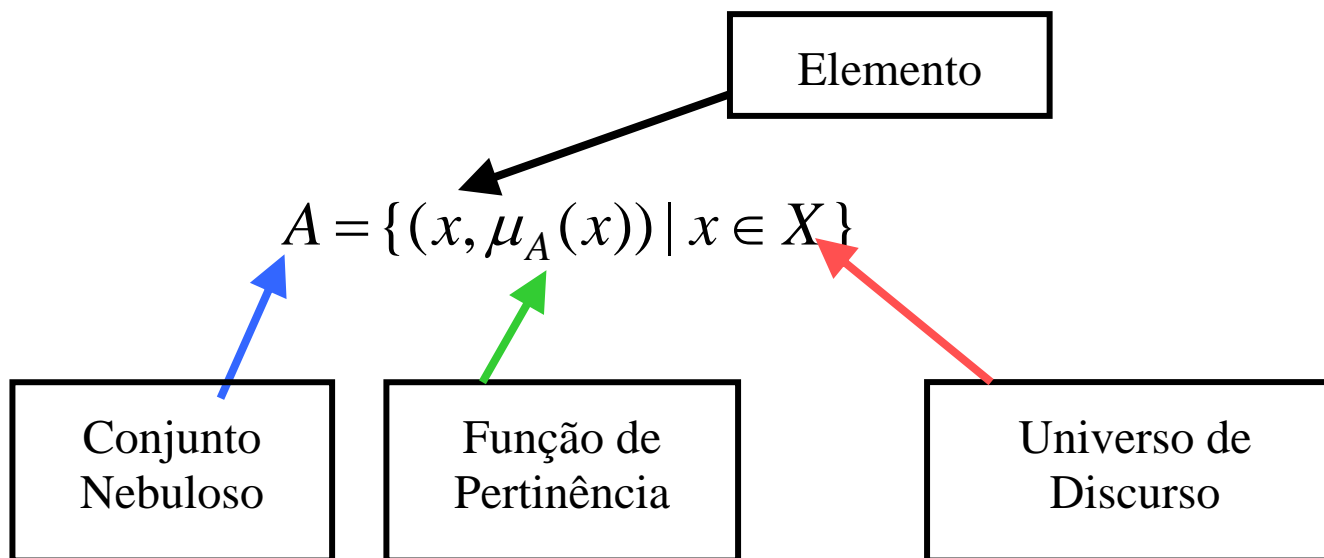 Elemento
A = {(x, μ_A(x)) | x ∈ X}
Conjunto
Nebuloso
Função de
Pertinência
Universo de
Discurso